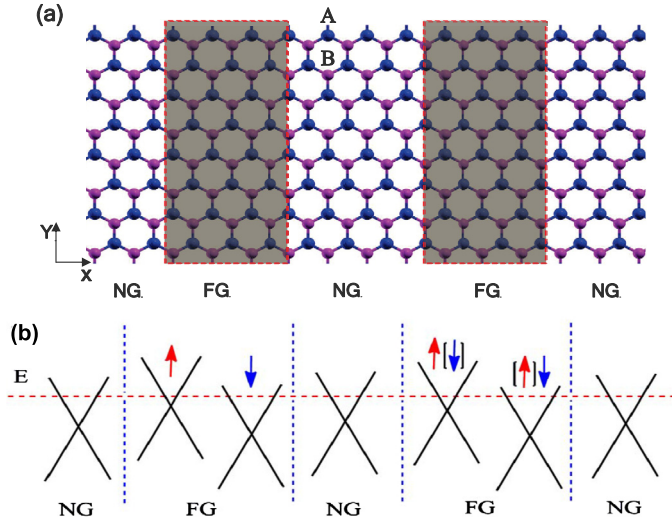 (a)
A
B
Y
X
NG. FG. NG. FG. NG.
(b)
E
[ ] [ ]
NG FG NG FG NG